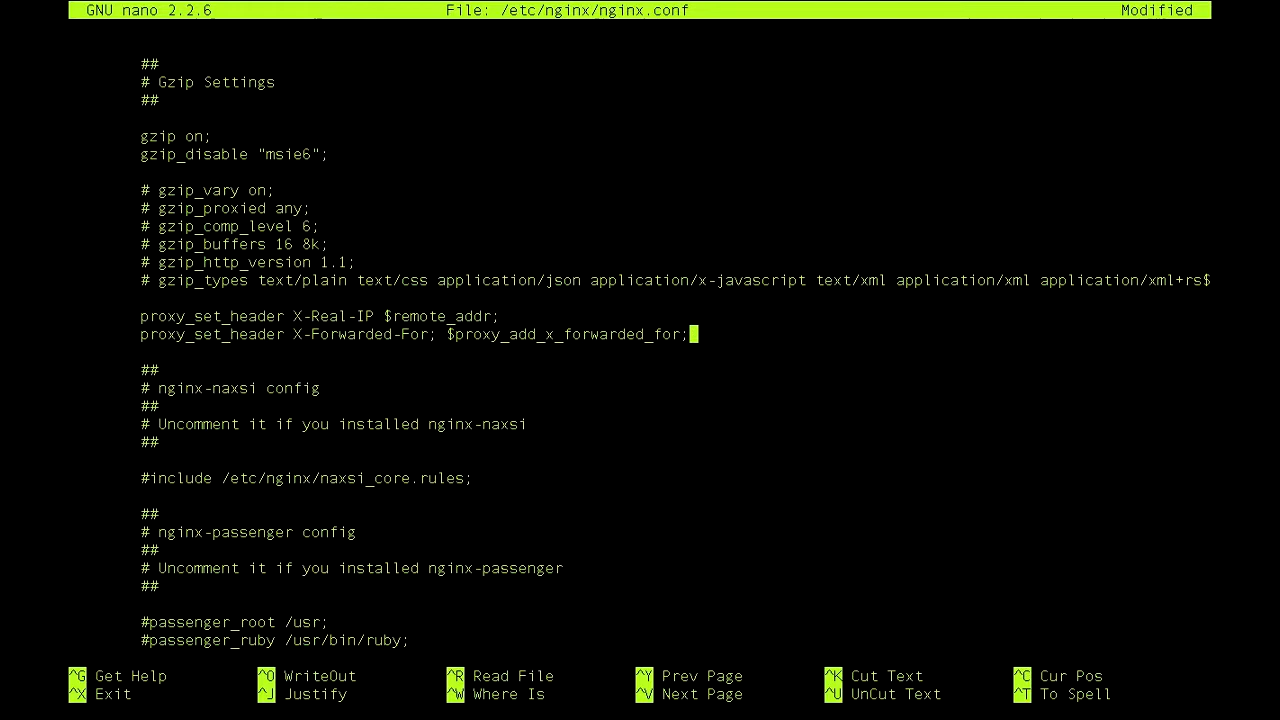 GNU nano 2.2.6 File: /etc/nginx/nginx.conf Modified
##
# Gzip Settings
##
gzip on;
gzip_disable "msie6";
# gzip_vary on;
# gzip_proxied any;
# gzip_comp_level 6;
# gzip_buffers 16 8k;
# gzip_http_version 1.1;
# gzip_types text/plain text/css application/json application/x-javascript text/xml application/xml application/xml+rs$
proxy_set_header X-Real-IP $remote_addr;
proxy_set_header X-Forwarded-For; $proxy_add_x_forwarded_for;
##
# nginx-naxsi config
##
# Uncomment it if you installed nginx-naxsi
##
#include /etc/nginx/naxsi_core.rules;
##
# nginx-passenger config
##
# Uncomment it if you installed nginx-passenger
##
#passenger_root /usr;
#passenger_ruby /usr/bin/ruby;
^G Get Help ^O WriteOut ^R Read File ^Y Prev Page ^K Cut Text ^C Cur Pos
^X Exit ^J Justify ^W Where Is ^V Next Page ^U UnCut Text ^T To Spell